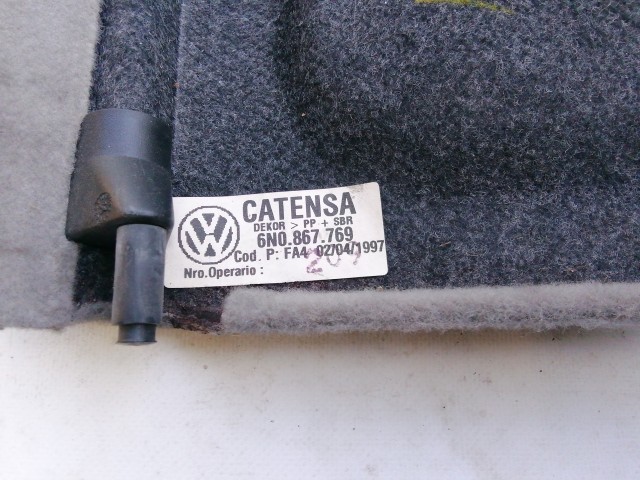 CATENSA
DEKOR > PP + SBR
6N0.867.769
Cod. P: FA4 02/04/1997
Nro.Operario :